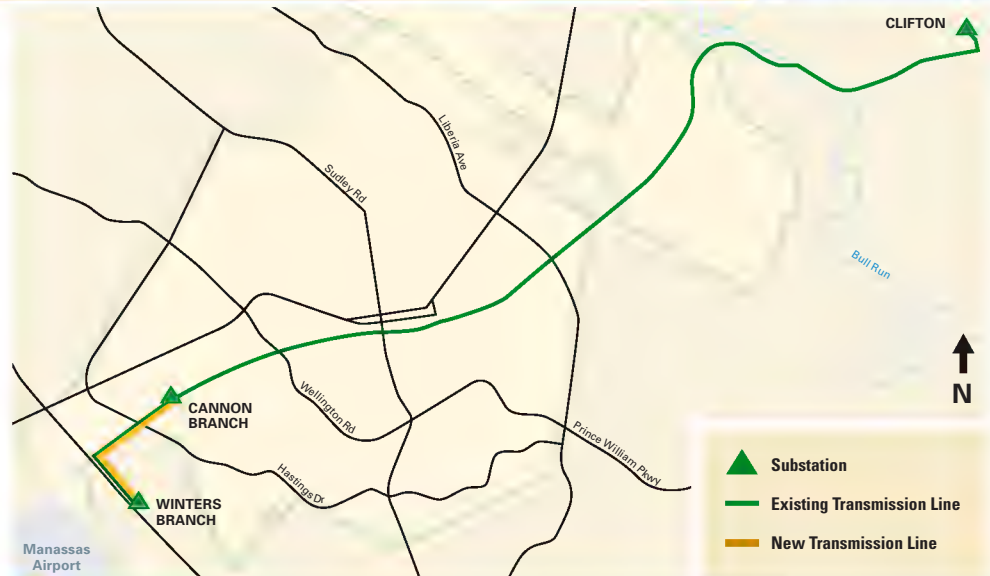 CLIFTON
Liberia Ave
Sudley Rd
Bull Run
N
CANNON
BRANCH
Wellington Rd
Prince William Pkwy
Hastings Dr
WINTERS
BRANCH
Manassas
Airport
Substation
Existing Transmission Line
New Transmission Line